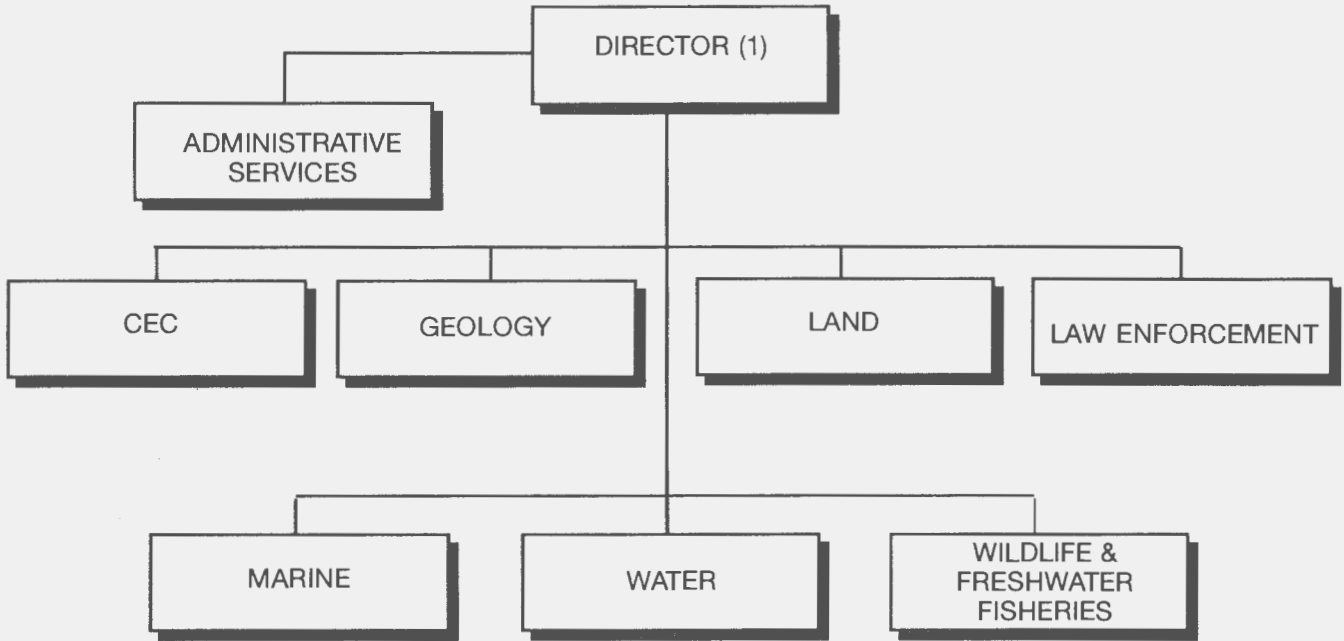 DIRECTOR (1)
ADMINISTRATIVE
SERVICES
CEC
GEOLOGY
LAND
LAW ENFORCEMENT
MARINE
WATER
WILDLIFE &
FRESHWATER
FISHERIES